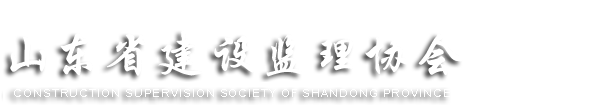 山东省建设监理协会
CONSTRUCTION SUPERVISION SOCIETY OF SHANDONG PROVINCE